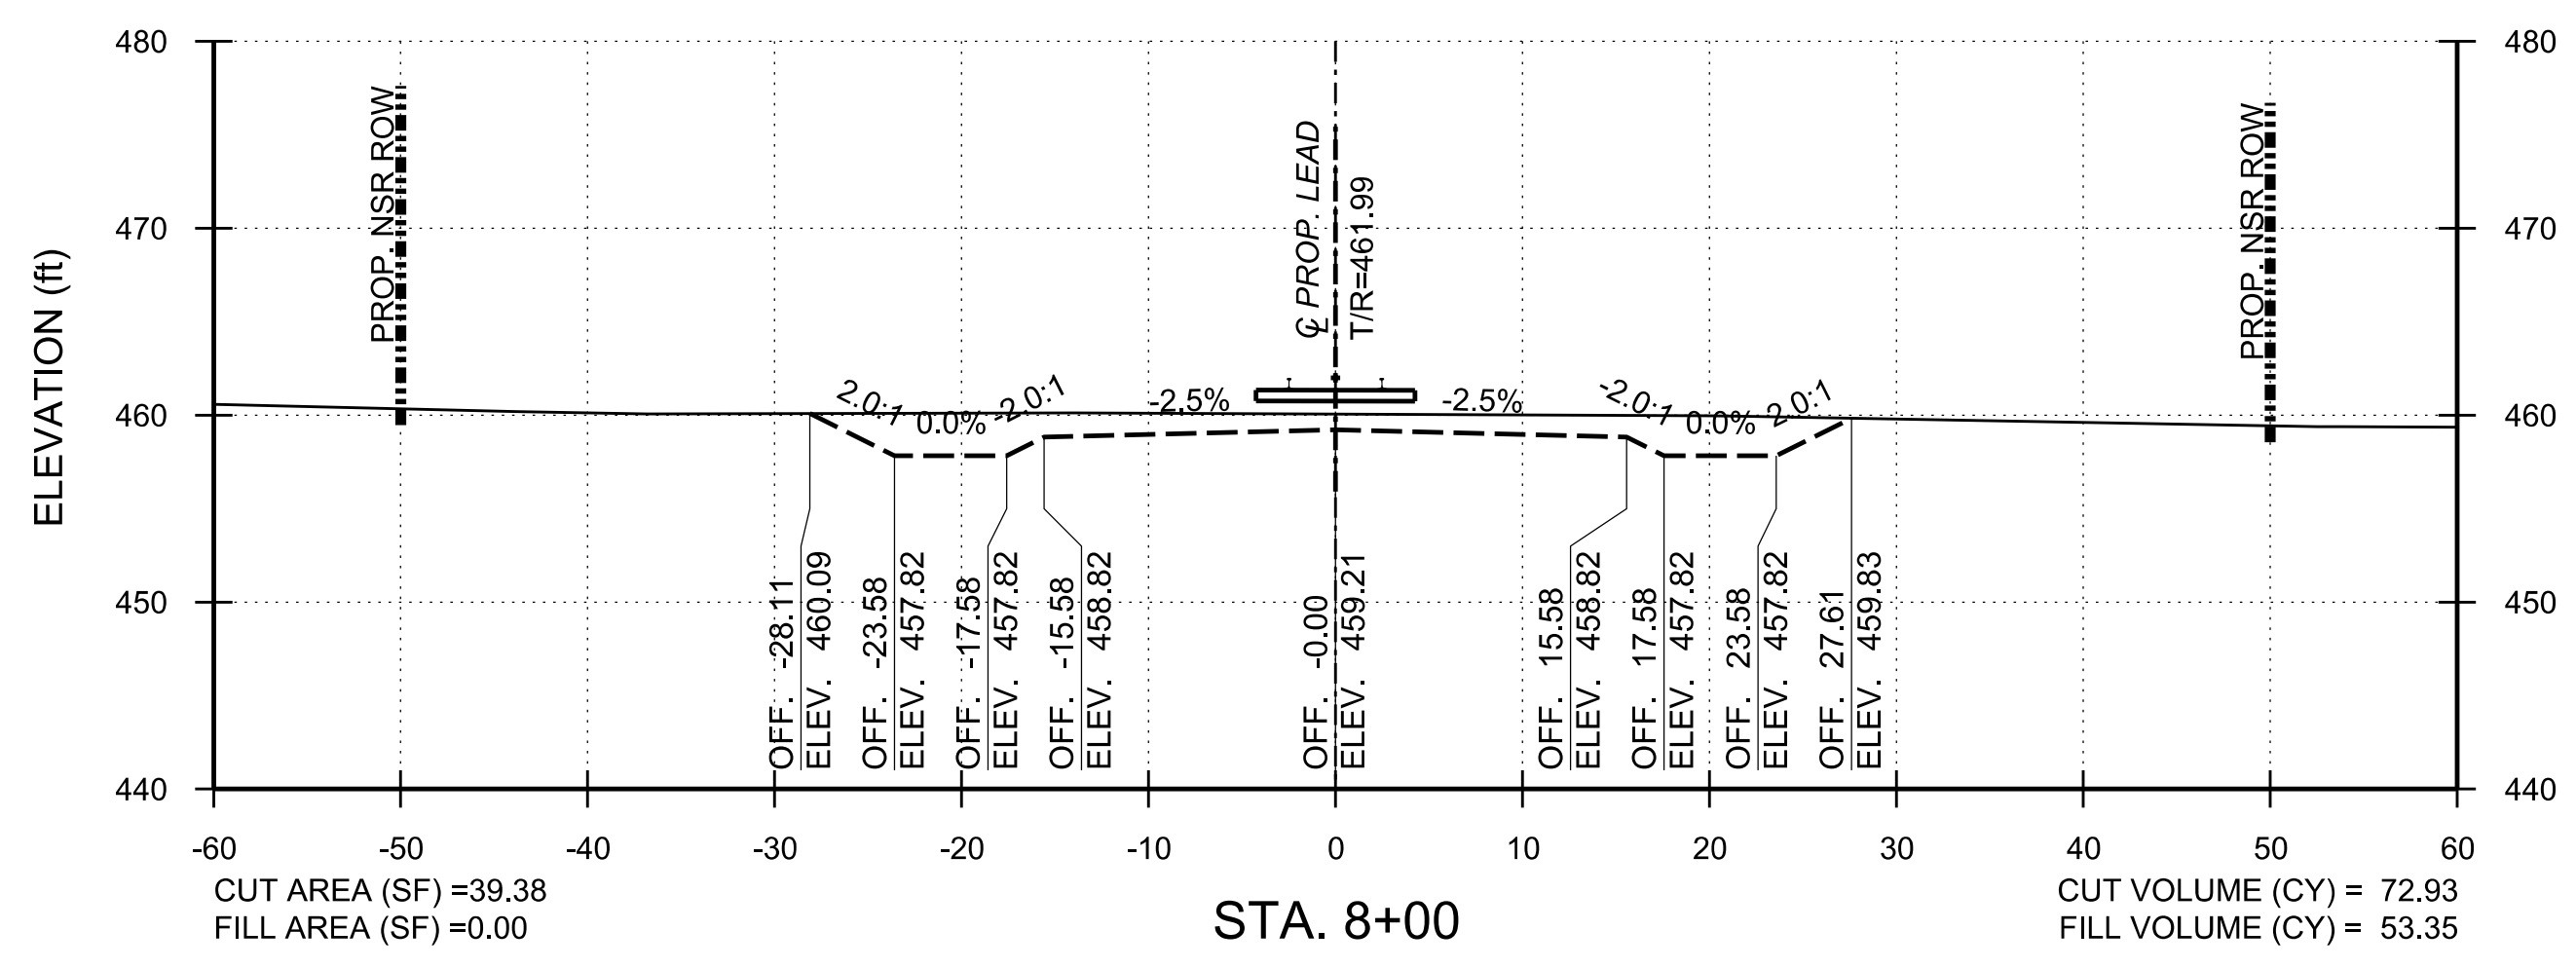 480
480
470
470
460
460
450
450
440
440
ELEVATION (ft)
PROP. NSR ROW
℄ PROP. LEAD
T/R=461.99
PROP. NSR ROW
2.0:1
0.0%
-2.0:1
-2.5%
-2.5%
-2.0:1
0.0%
2.0:1
OFF. -28.11
ELEV. 460.09
OFF. -23.58
ELEV. 457.82
OFF. -17.58
ELEV. 457.82
OFF. -15.58
ELEV. 458.82
OFF. -0.00
ELEV. 459.21
OFF. 15.58
ELEV. 458.82
OFF. 17.58
ELEV. 457.82
OFF. 23.58
ELEV. 457.82
OFF. 27.61
ELEV. 459.83
-60 -50 -40 -30 -20 -10 0 10 20 30 40 50 60
CUT AREA (SF) =39.38
FILL AREA (SF) =0.00
STA. 8+00
CUT VOLUME (CY) = 72.93
FILL VOLUME (CY) = 53.35